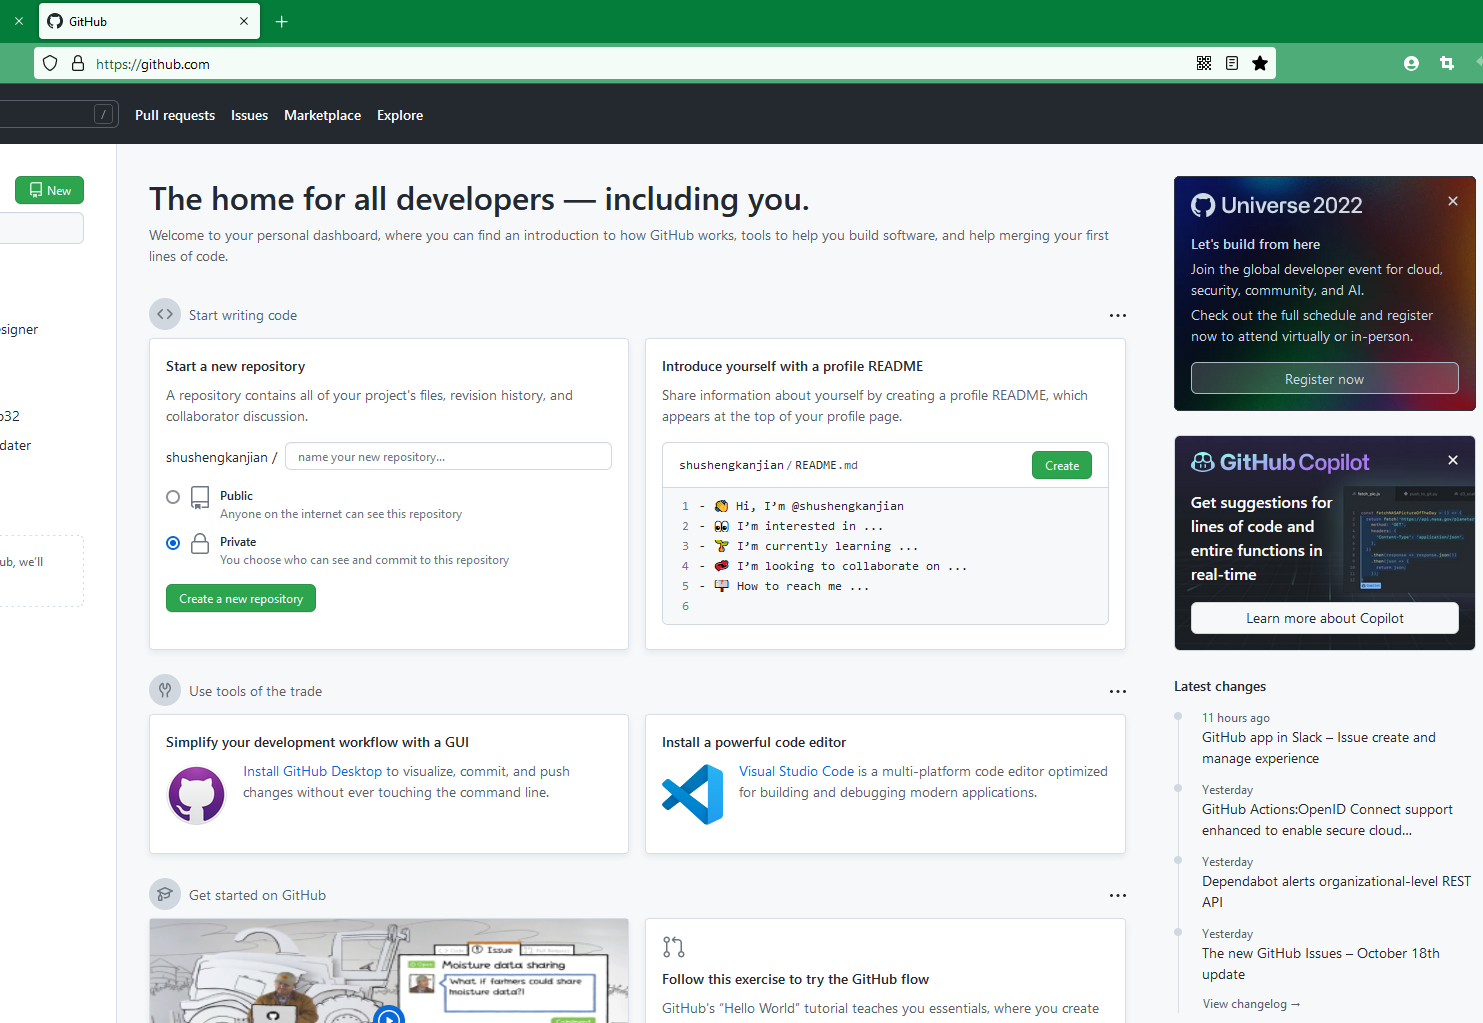 GitHub
https://github.com
/
Pull requests
Issues
Marketplace
Explore
New
esigner
o32
dater
ub, we'll
The home for all developers — including you.
Welcome to your personal dashboard, where you can find an introduction to how GitHub works, tools to help you build software, and help merging your first
lines of code.
Start writing code
Start a new repository
A repository contains all of your project's files, revision history, and
collaborator discussion.
shushengkanjian /
name your new repository...
Public
Anyone on the internet can see this repository
Private
You choose who can see and commit to this repository
Create a new repository
Introduce yourself with a profile README
Share information about yourself by creating a profile README, which
appears at the top of your profile page.
shushengkanjian / README.md
Create
1 - 👋 Hi, I’m @shushengkanjian
2 - 👀 I’m interested in ...
3 - 🌱 I’m currently learning ...
4 - 💞️ I’m looking to collaborate on ...
5 - 📫 How to reach me ...
6
Use tools of the trade
Simplify your development workflow with a GUI
Install GitHub Desktop to visualize, commit, and push
changes without ever touching the command line.
Install a powerful code editor
Visual Studio Code is a multi-platform code editor optimized
for building and debugging modern applications.
Get started on GitHub
Issue
Moisture data sharing
What if farmers could share
moisture data?!
Follow this exercise to try the GitHub flow
GitHub's “Hello World” tutorial teaches you essentials, where you create
Universe 2022
Let's build from here
Join the global developer event for cloud,
security, community, and AI.
Check out the full schedule and register
now to attend virtually or in-person.
Register now
GitHub Copilot
Get suggestions for
lines of code and
entire functions in
real-time
Learn more about Copilot
Latest changes
11 hours ago
GitHub app in Slack – Issue create and
manage experience
Yesterday
GitHub Actions:OpenID Connect support
enhanced to enable secure cloud...
Yesterday
Dependabot alerts organizational-level REST
API
Yesterday
The new GitHub Issues – October 18th
update
View changelog →